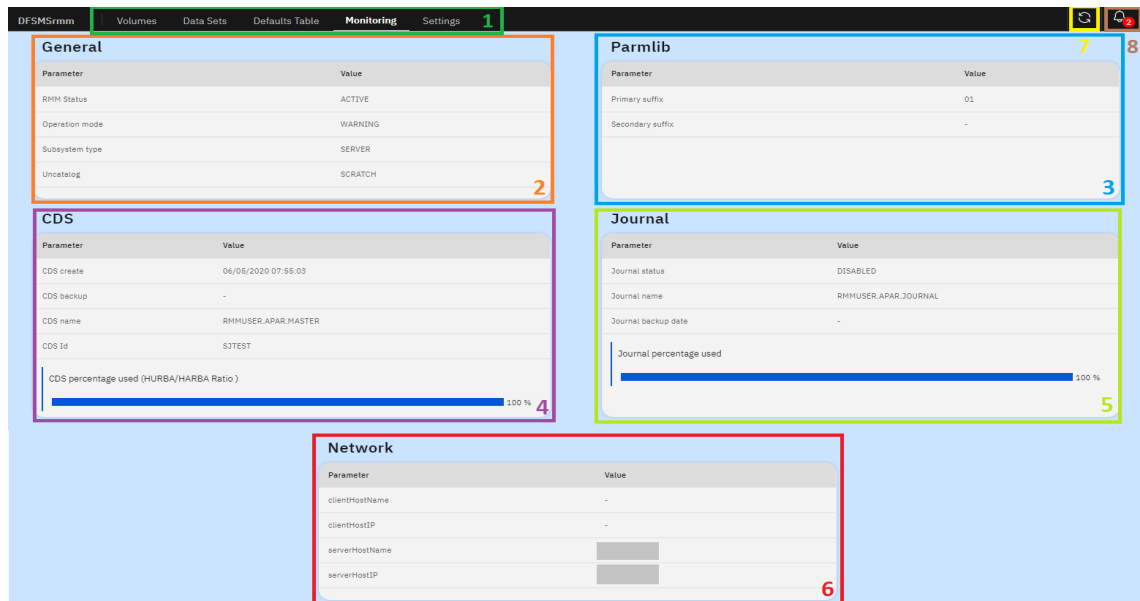 DFSMSrmm Volumes Data Sets Defaults Table Monitoring Settings 1 2
7 8
General
Parameter Value
RMM Status ACTIVE
Operation mode WARNING
Subsystem type SERVER
Uncatalog SCRATCH
2
Parmlib
Parameter Value
Primary suffix 01
Secondary suffix -
3
CDS
Parameter Value
CDS create 06/05/2020 07:55:03
CDS backup -
CDS name RMMUSER.APAR.MASTER
CDS Id SJTEST
CDS percentage used (HURBA/HARBA Ratio )
100 % 4
Journal
Parameter Value
Journal status DISABLED
Journal name RMMUSER.APAR.JOURNAL
Journal backup date -
Journal percentage used
100 %
5
Network
Parameter Value
clientHostName -
clientHostIP -
serverHostName
serverHostIP
6